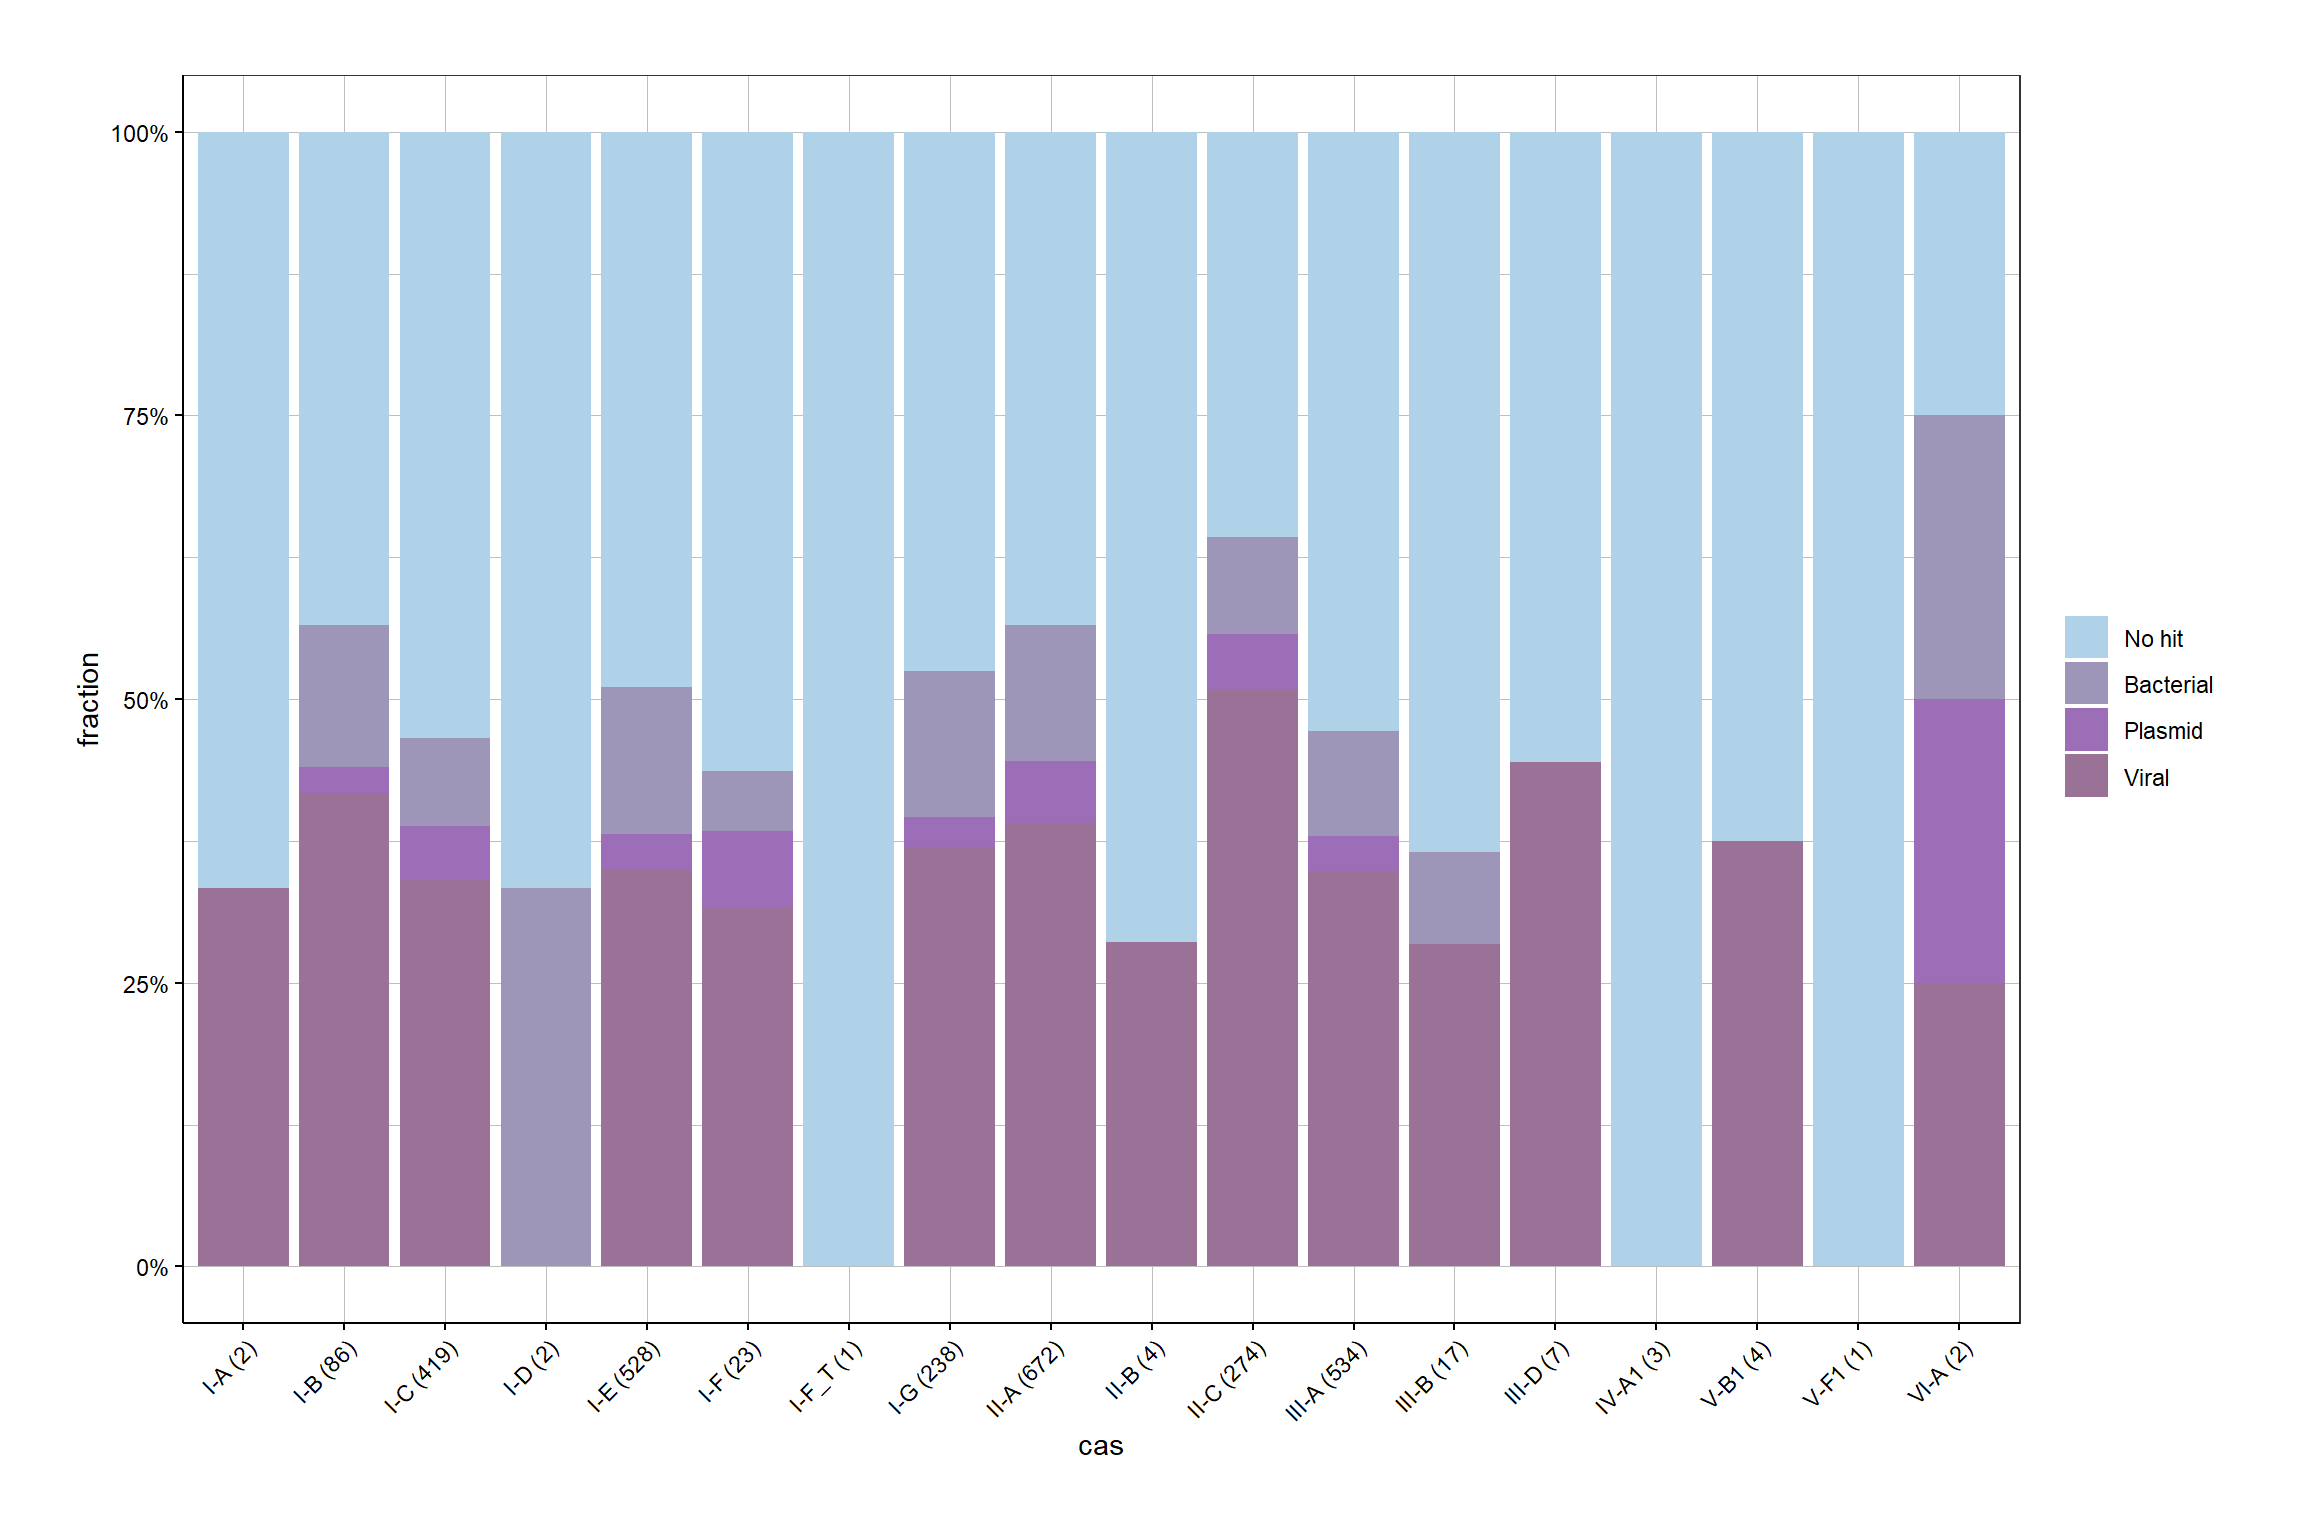 100%
75%
50%
25%
0%
fraction
I-A (2)
I-B (86)
I-C (419)
I-D (2)
I-E (528)
I-F (23)
I-F_T (1)
I-G (238)
II-A (672)
II-B (4)
II-C (274)
III-A (534)
III-B (17)
III-D (7)
IV-A1 (3)
V-B1 (4)
V-F1 (1)
VI-A (2)
cas
No hit
Bacterial
Plasmid
Viral